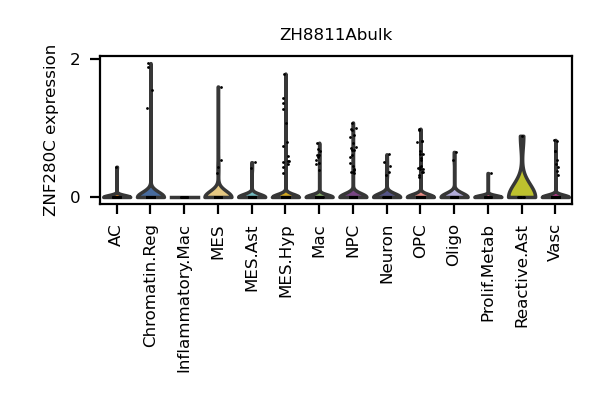 ZH8811Abulk
ZNF280C expression
2
0
AC
Chromatin.Reg
Inflammatory.Mac
MES
MES.Ast
MES.Hyp
Mac
NPC
Neuron
OPC
Oligo
Prolif.Metab
Reactive.Ast
Vasc